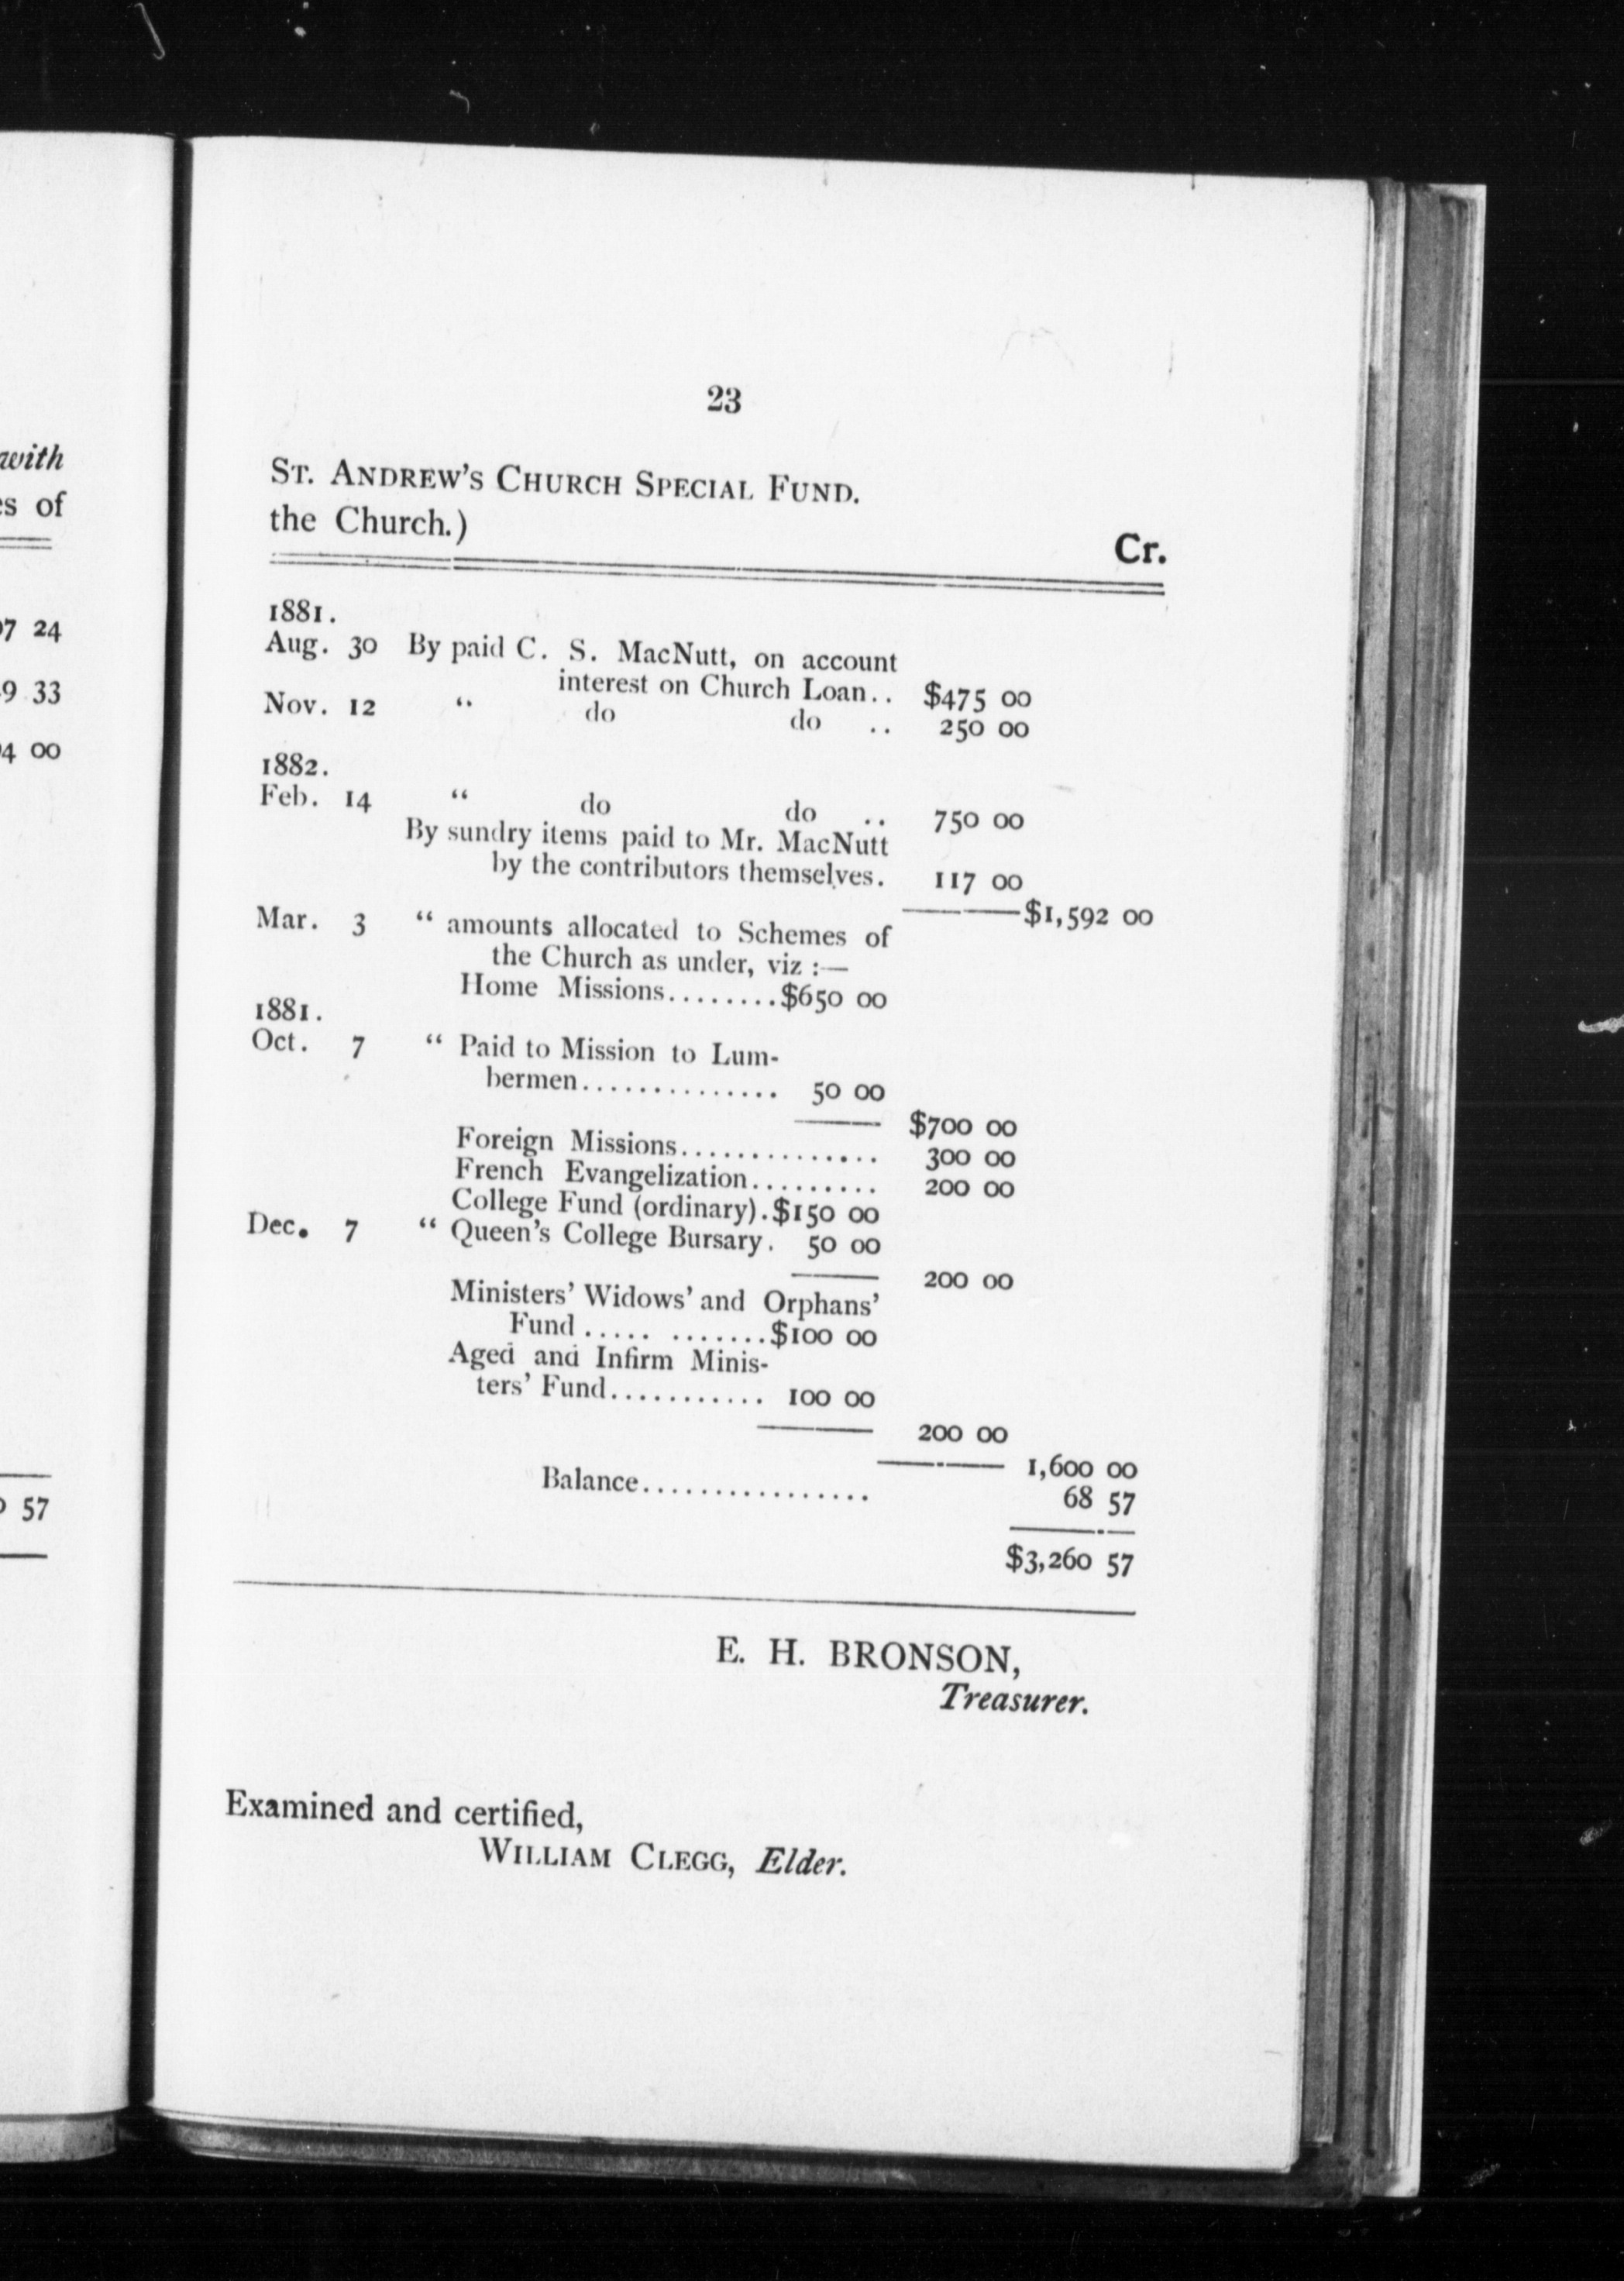 with
es of
7 24
9 33
4 00
57
23
ST. ANDREW'S CHURCH SPECIAL FUND.
the Church.)
Cr.
1881.
Aug. 30 By paid C. S. MacNutt, on account
interest on Church Loan.. $475 00
Nov. 12 " do do .. 250 00
1882.
Feb. 14 " do do .. 750 00
By sundry items paid to Mr. MacNutt
by the contributors themselves. 117 00
$1,592 00
Mar. 3 " amounts allocated to Schemes of
the Church as under, viz :—
Home Missions........$650 00
1881.
Oct. 7 " Paid to Mission to Lum-
bermen.............. 50 00
$700 00
Foreign Missions.............. 300 00
French Evangelization......... 200 00
College Fund (ordinary).$150 00
Dec. 7 " Queen's College Bursary. 50 00
200 00
Ministers' Widows' and Orphans'
Fund ..... .......$100 00
Aged and Infirm Minis-
ters' Fund........... 100 00
200 00
1,600 00
Balance................ 68 57
$3,260 57
E. H. BRONSON,
Treasurer.
Examined and certified,
WILLIAM CLEGG, Elder.